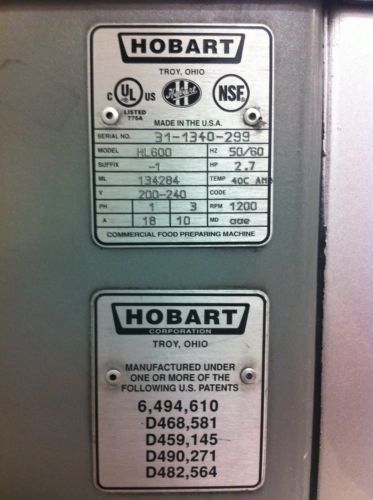 HOBART
TROY, OHIO
C UL US Hobart NSF
LISTED
776A
MADE IN THE U.S.A.
SERIAL NO. 31-1340-299
MODEL HL600 HZ 50/60
SUFFIX -1 HP 2.7
ML 134284 TEMP 40C AMB
V 200-240 CODE
PH 1 3 RPM 1200
A 18 10 MD
COMMERCIAL FOOD PREPARING MACHINE
HOBART
CORPORATION
TROY, OHIO
MANUFACTURED UNDER
ONE OR MORE OF THE
FOLLOWING U.S. PATENTS
6,494,610
D468,581
D459,145
D490,271
D482,564